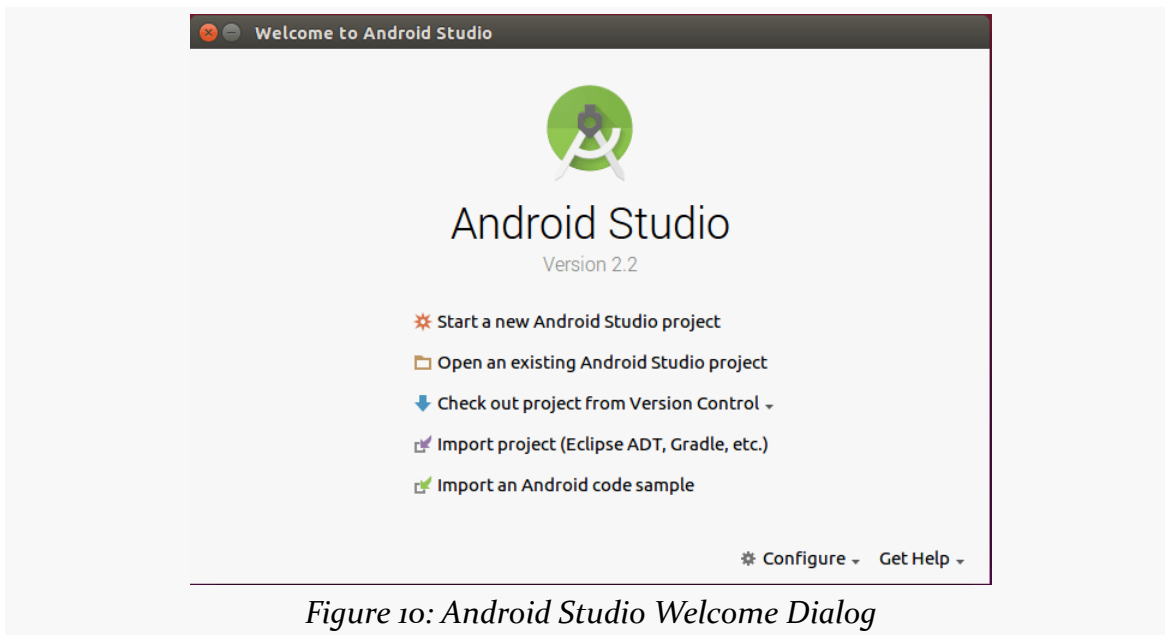 Welcome to Android Studio
Android Studio
Version 2.2
Start a new Android Studio project
Open an existing Android Studio project
Check out project from Version Control
Import project (Eclipse ADT, Gradle, etc.)
Import an Android code sample
Configure Get Help
Figure 10: Android Studio Welcome Dialog